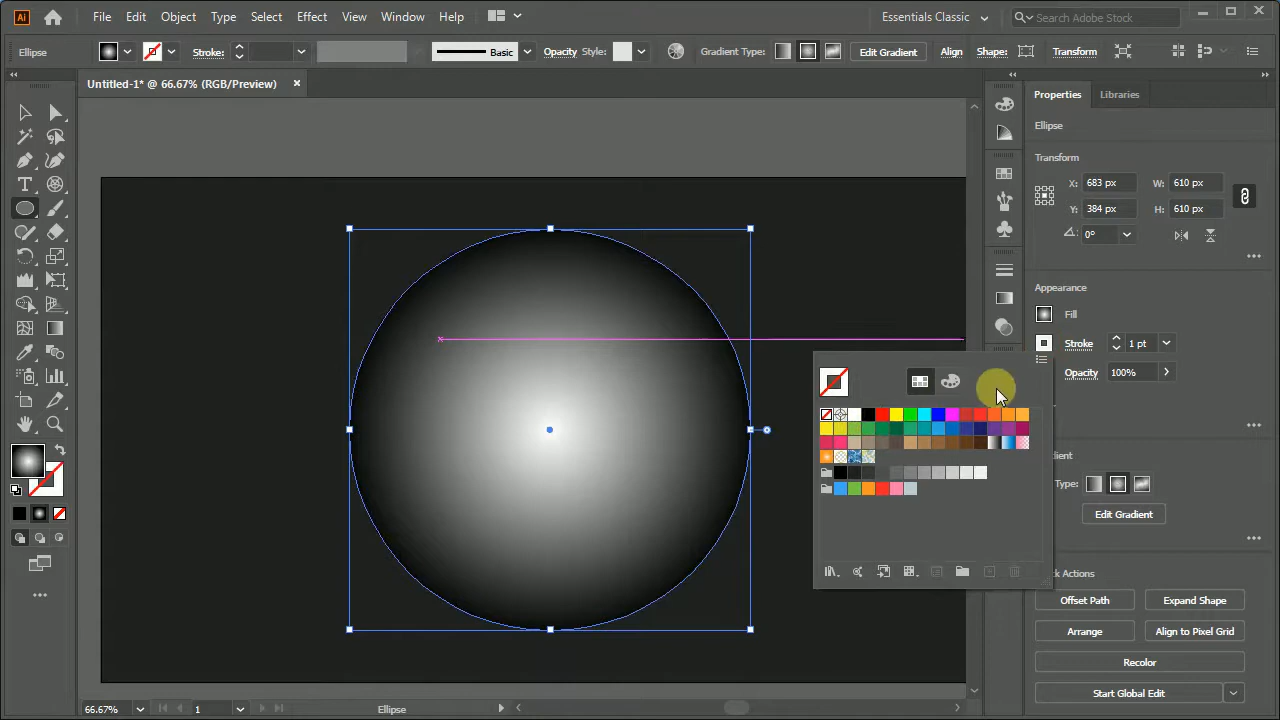 Ai File Edit Object Type Select Effect View Window Help Essentials Classic Search Adobe Stock
Ellipse Stroke: Basic Opacity Style: Gradient Type: Edit Gradient Align Shape: Transform
Untitled-1* @ 66.67% (RGB/Preview)
Properties Libraries
Ellipse
Transform
X: 683 px W: 610 px
Y: 384 px H: 610 px
0°
Appearance
Fill
Stroke 1 pt
Opacity 100%
Type:
Edit Gradient
Offset Path Expand Shape
Arrange Align to Pixel Grid
Recolor
Start Global Edit
66.67% 1 Ellipse